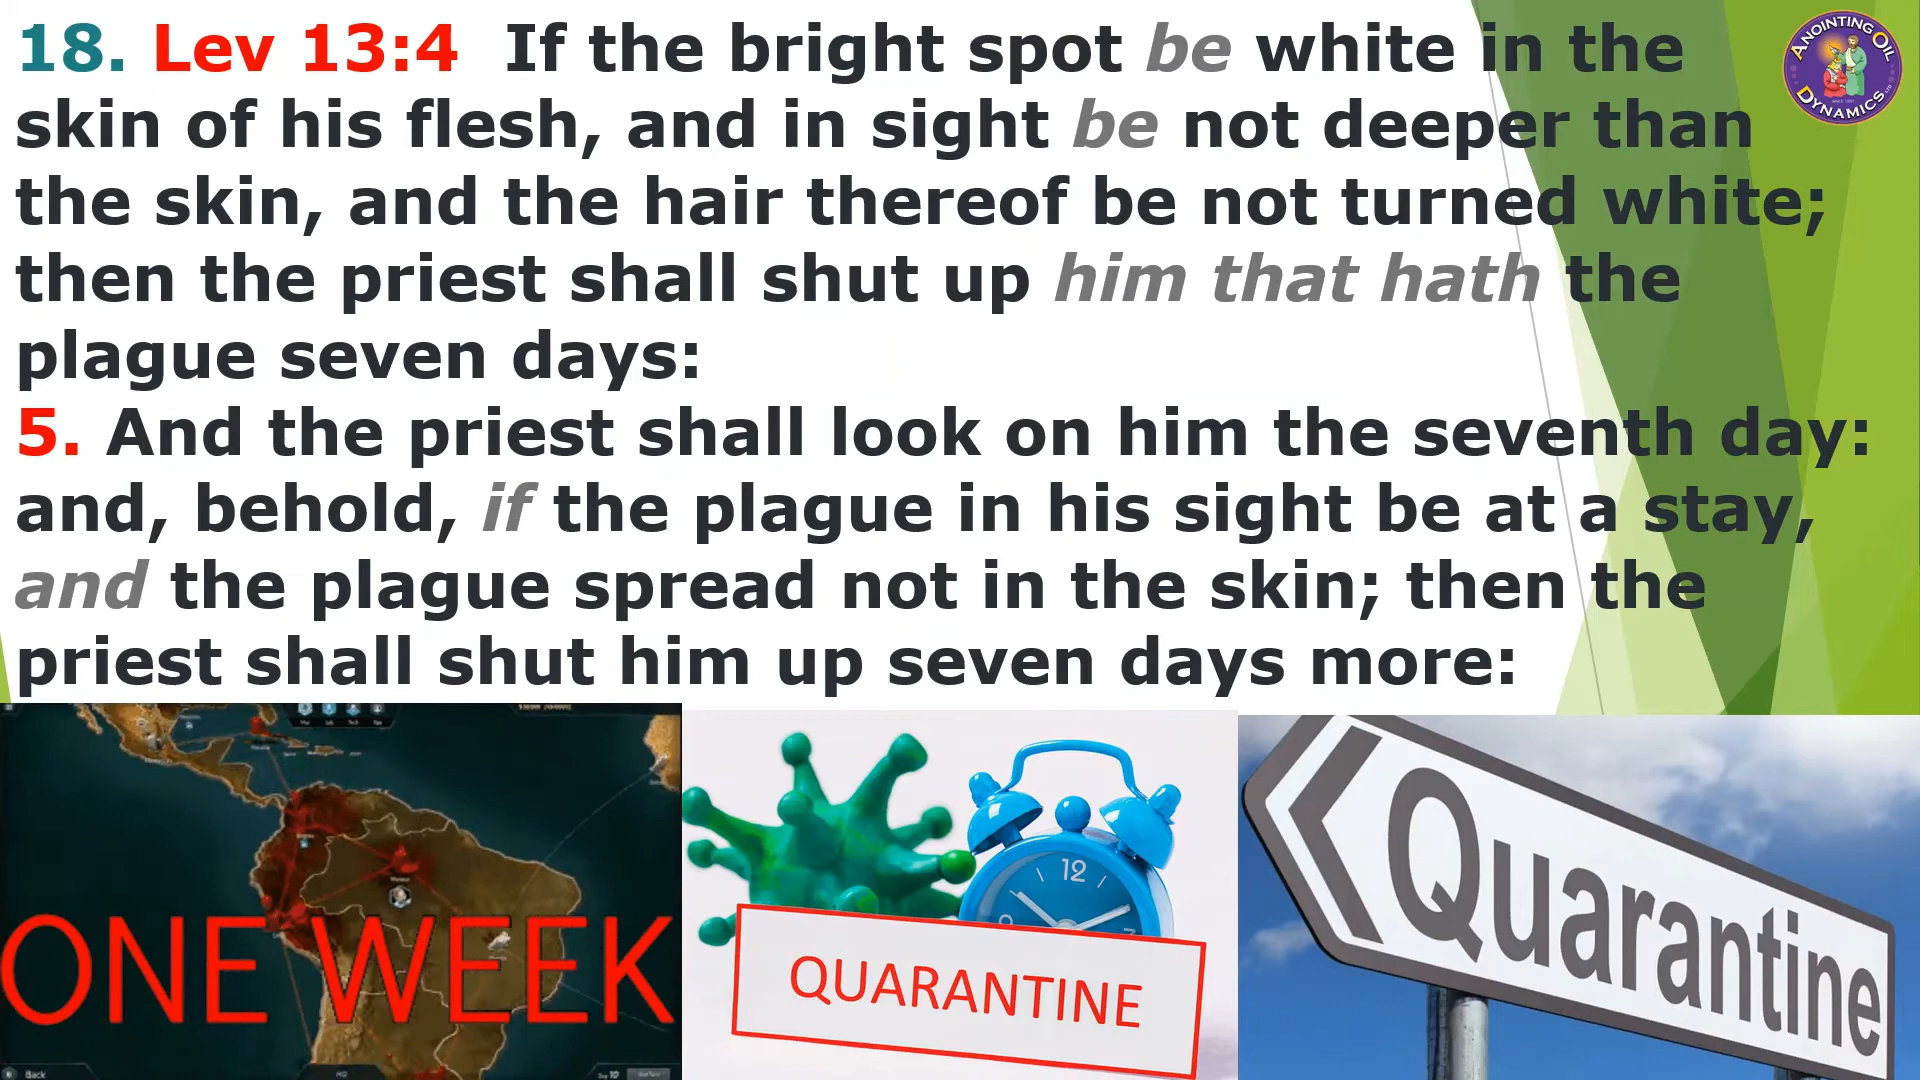 18. Lev 13:4 If the bright spot be white in the
skin of his flesh, and in sight be not deeper than
the skin, and the hair thereof be not turned white;
then the priest shall shut up him that hath the
plague seven days:
5. And the priest shall look on him the seventh day:
and, behold, if the plague in his sight be at a stay,
and the plague spread not in the skin; then the
priest shall shut him up seven days more:
ANOINTING OIL
DYNAMICS
ONE WEEK
Back
HQ
12
QUARANTINE
Quarantine